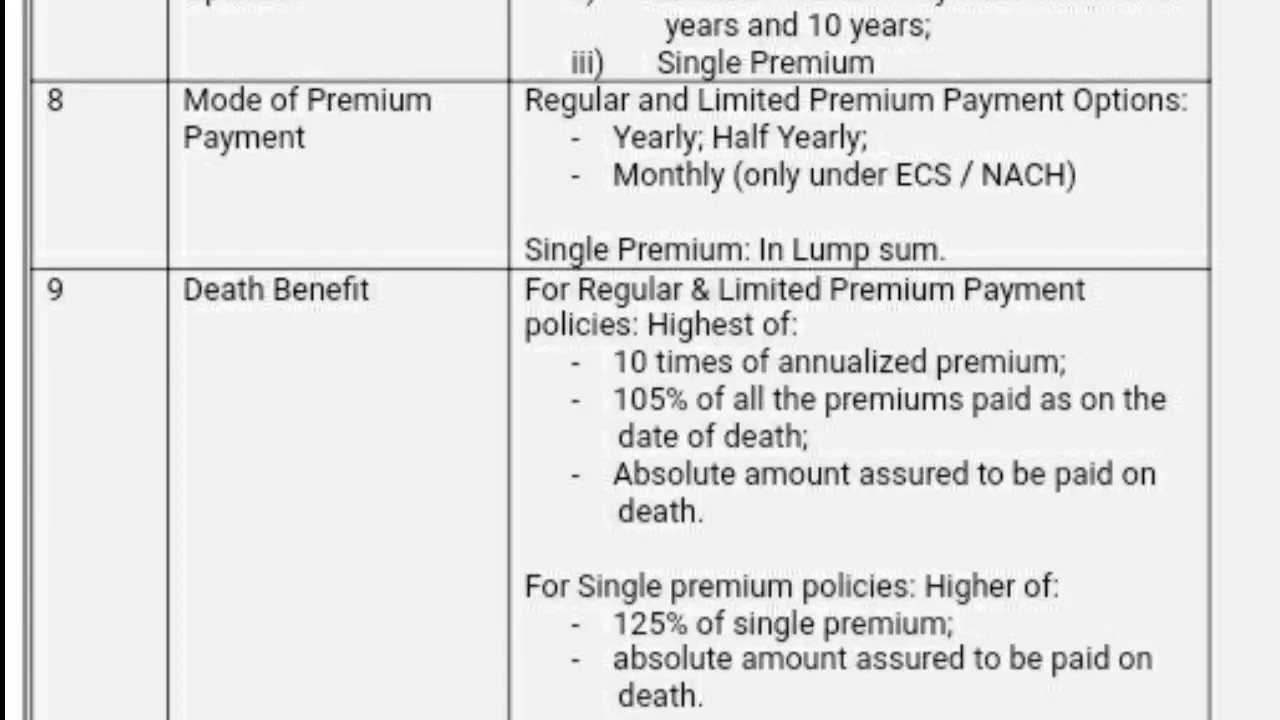 years and 10 years;
iii) Single Premium
8 Mode of Premium Regular and Limited Premium Payment Options:
Payment - Yearly; Half Yearly;
- Monthly (only under ECS / NACH)
Single Premium: In Lump sum.
9 Death Benefit For Regular & Limited Premium Payment
policies: Highest of:
- 10 times of annualized premium;
- 105% of all the premiums paid as on the
date of death;
- Absolute amount assured to be paid on
death.
For Single premium policies: Higher of:
- 125% of single premium;
- absolute amount assured to be paid on
death.